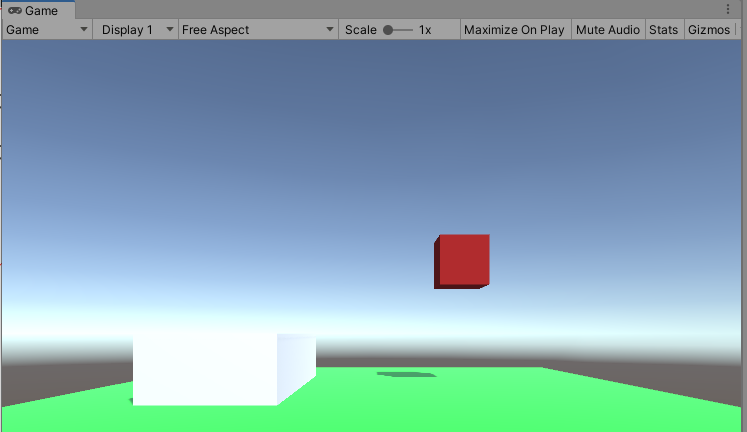 Game
Game Display 1 Free Aspect Scale 1x Maximize On Play Mute Audio Stats Gizmos